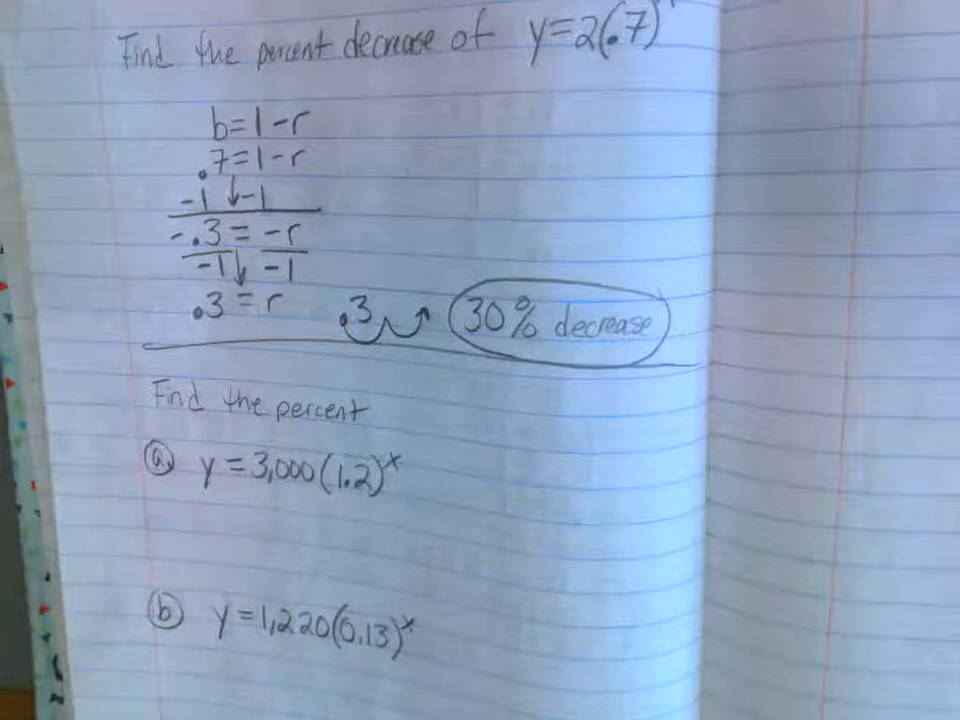 Find the percent decrease of y=2(.7)
b=1-r
.7=1-r
-1 ↓-1
-.3 = -r
-1↓ -1
.3 = r .3 30% decrease
Find the percent
ⓐ y = 3,000(1.2)ˣ
ⓑ y = 1,220(0.13)ˣ